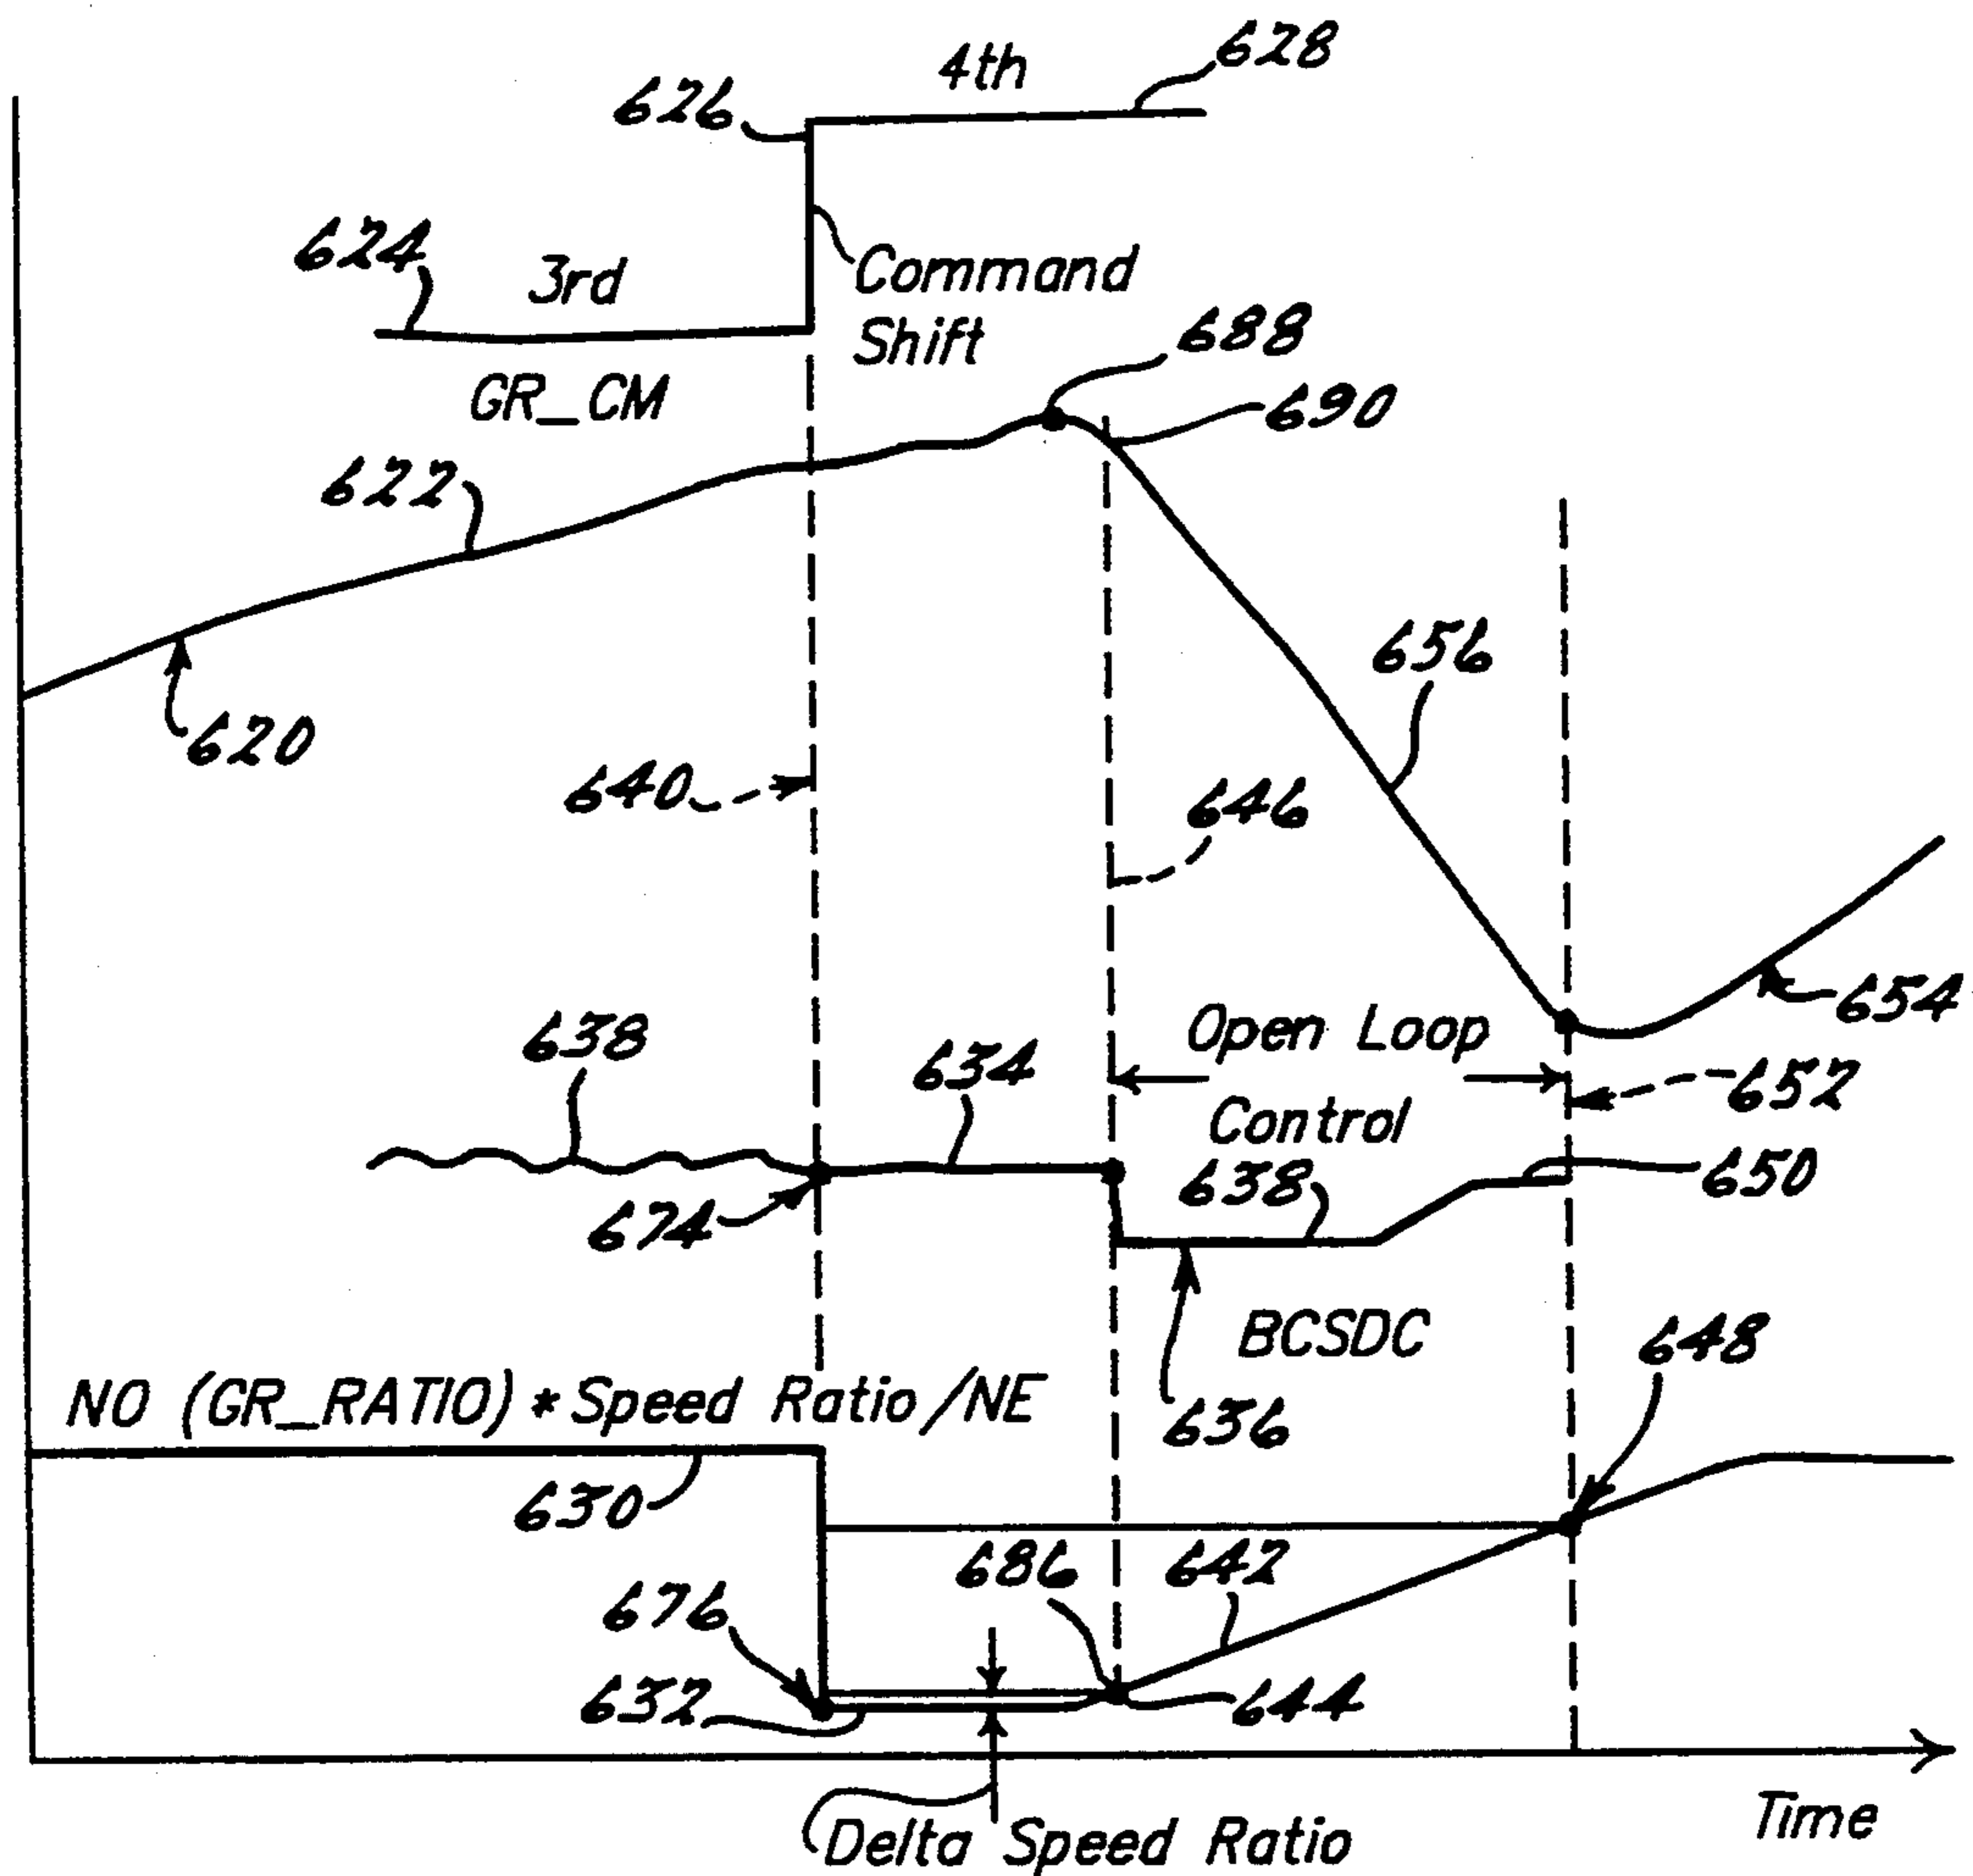 4th
628
626
624
3rd
Command
Shift
688
GR_CM
690
622
656
620
640
646
654
Open Loop
638
634
652
Control
638
650
674
BCSDC
648
NO (GR_RATIO) * Speed Ratio/NE
636
630
686
642
676
632
644
Delta Speed Ratio
Time